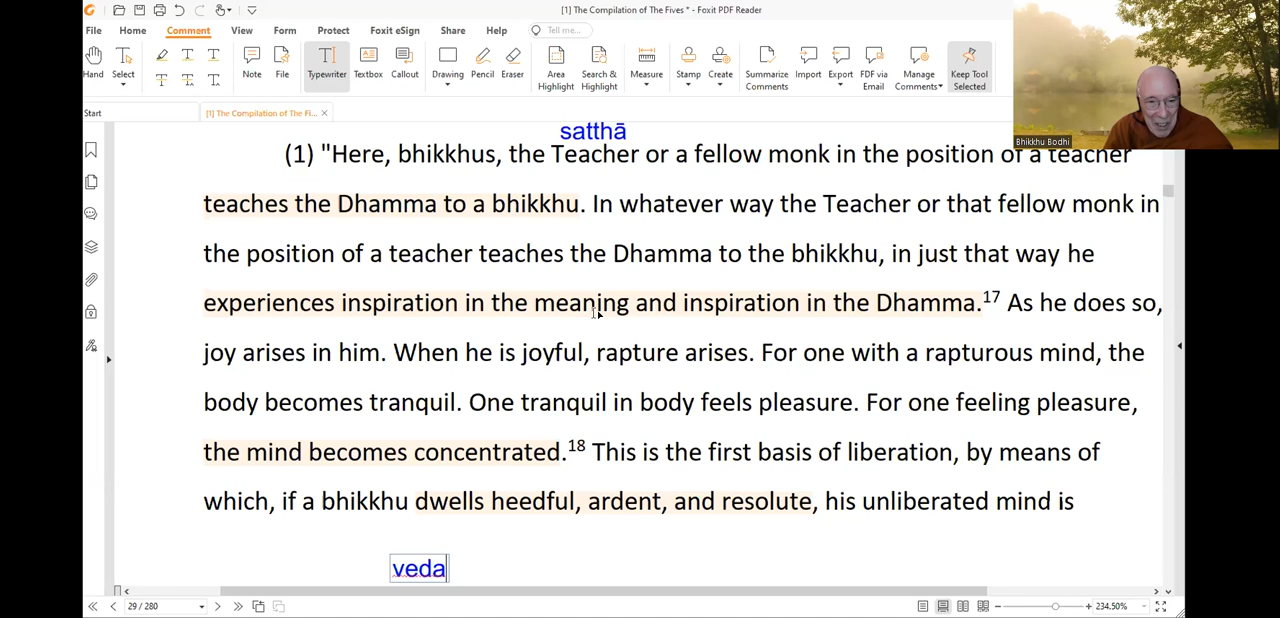 [1] The Compilation of The Fives * - Foxit PDF Reader
File Home Comment View Form Protect Foxit eSign Share Help Tell me...
Hand Select Note File Typewriter Textbox Callout Drawing Pencil Eraser Area Highlight Search & Highlight Measure Stamp Create Summarize Comments Import Export FDF via Email Manage Comments Keep Tool Selected
Start [1] The Compilation of The Fi...
Bhikkhu Bodhi
satthā
(1) "Here, bhikkhus, the Teacher or a fellow monk in the position of a teacher
teaches the Dhamma to a bhikkhu. In whatever way the Teacher or that fellow monk in
the position of a teacher teaches the Dhamma to the bhikkhu, in just that way he
experiences inspiration in the meaning and inspiration in the Dhamma.17 As he does so,
joy arises in him. When he is joyful, rapture arises. For one with a rapturous mind, the
body becomes tranquil. One tranquil in body feels pleasure. For one feeling pleasure,
the mind becomes concentrated.18 This is the first basis of liberation, by means of
which, if a bhikkhu dwells heedful, ardent, and resolute, his unliberated mind is
veda
29 / 280 234.50%